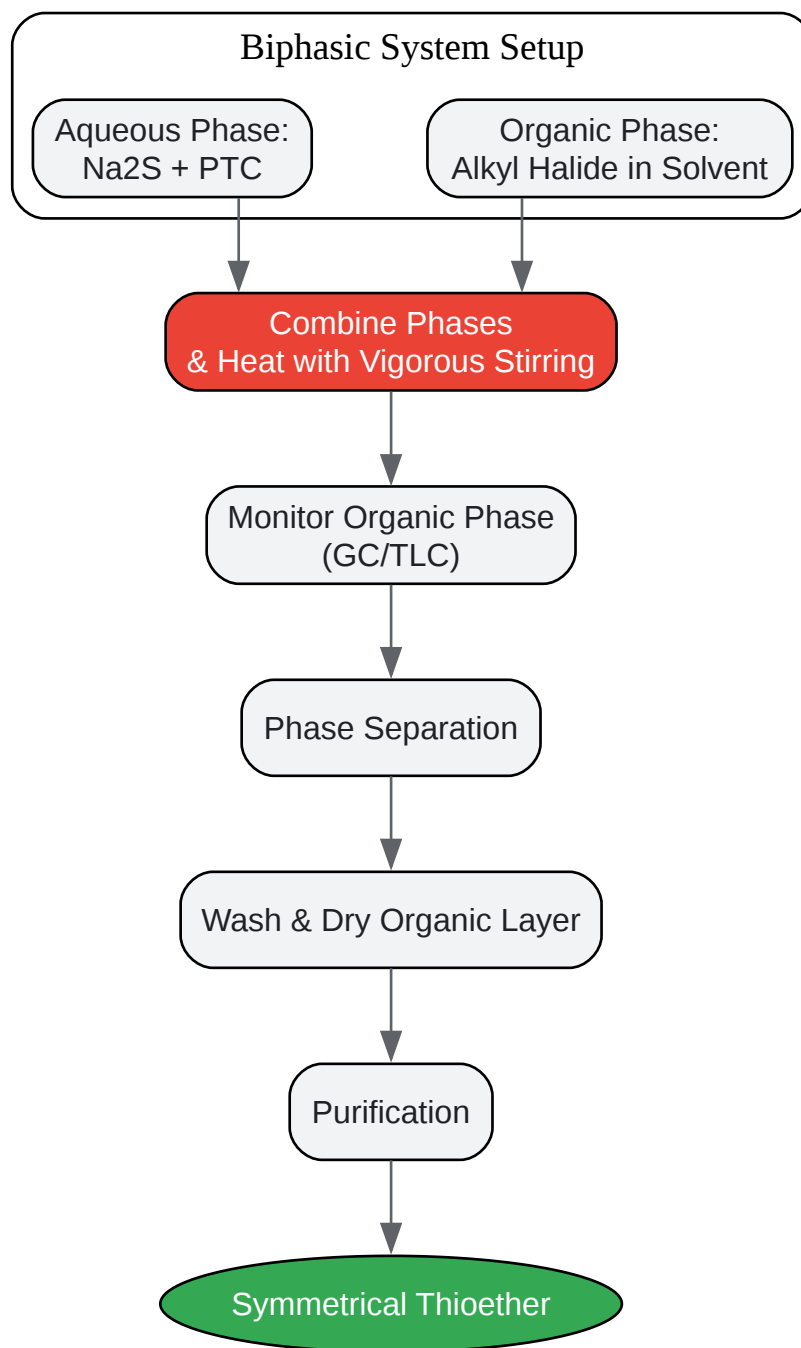 Biphasic System Setup
Aqueous Phase:
Na2S + PTC
Organic Phase:
Alkyl Halide in Solvent
Combine Phases
& Heat with Vigorous Stirring
Monitor Organic Phase
(GC/TLC)
Phase Separation
Wash & Dry Organic Layer
Purification
Symmetrical Thioether